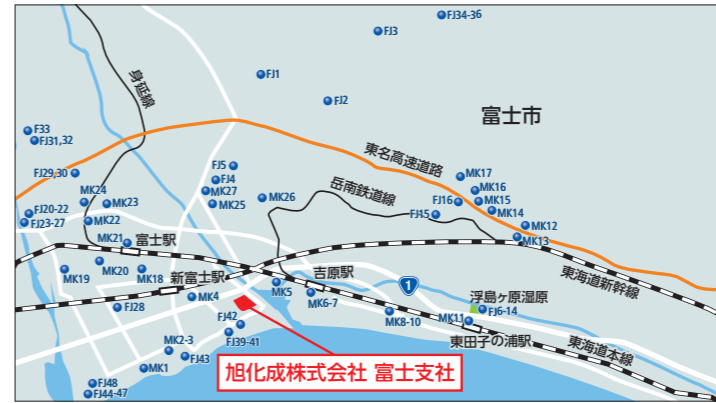 FJ34-36
FJ3
FJ1
身延線
FJ2
富士市
F33
FJ31,32
東名高速道路
FJ5
FJ29,30
FJ4
MK17
MK24
MK27
MK26
岳南鉄道線
MK16
MK23
MK25
FJ16
MK15
FJ20-22
MK14
FJ23-27
MK22
FJ15
MK12
MK21
富士駅
MK13
MK19
MK20
MK18
新富士駅
吉原駅
1
東海道新幹線
MK4
MK5
MK6-7
浮島ヶ原湿原
FJ28
FJ6-14
MK8-10
MK11
FJ42
東田子の浦駅
東海道本線
FJ39-41
MK2-3
FJ43
MK1
旭化成株式会社 富士支社
FJ48
FJ44-47